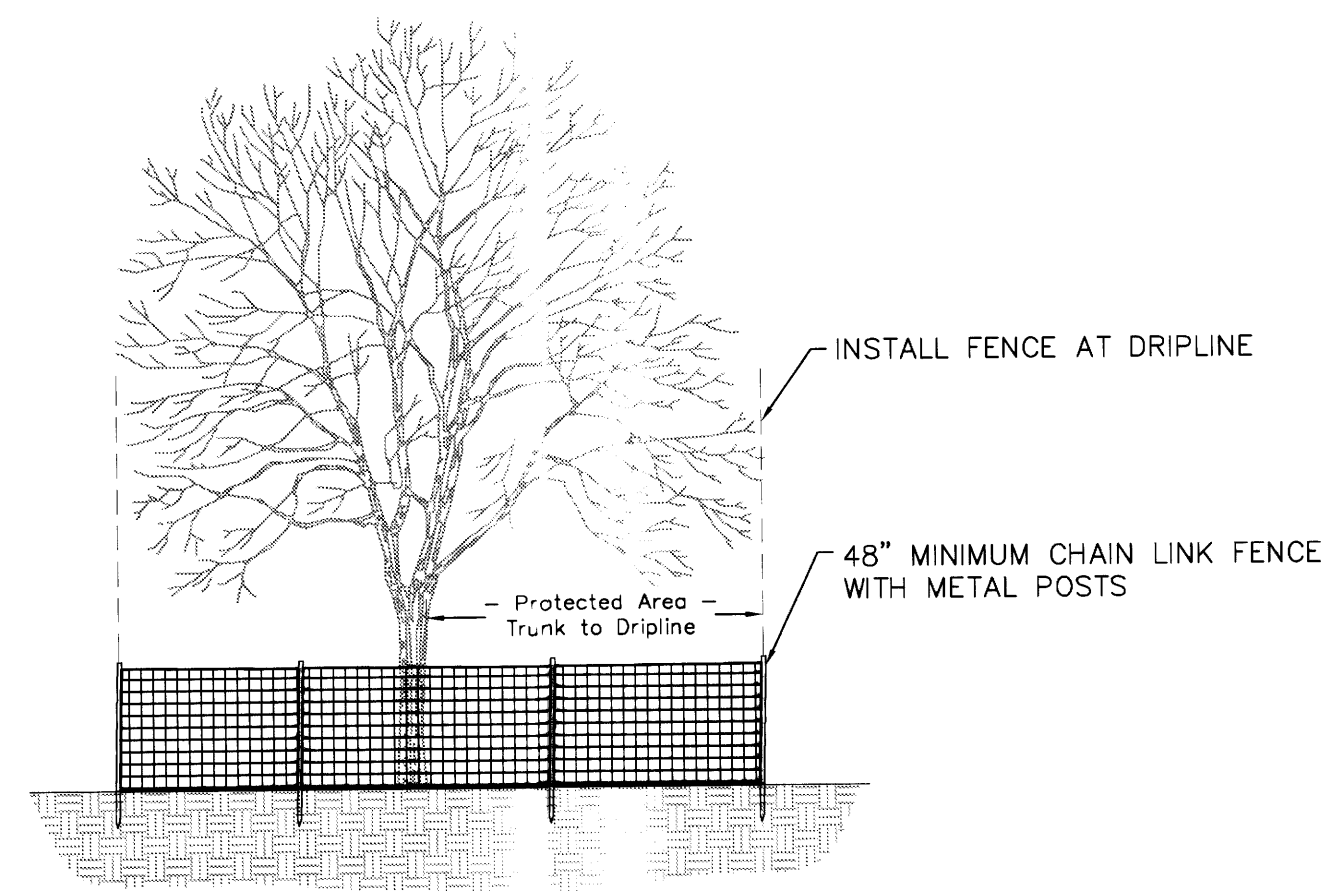 INSTALL FENCE AT DRIPLINE
48" MINIMUM CHAIN LINK FENCE
WITH METAL POSTS
– Protected Area –
Trunk to Dripline